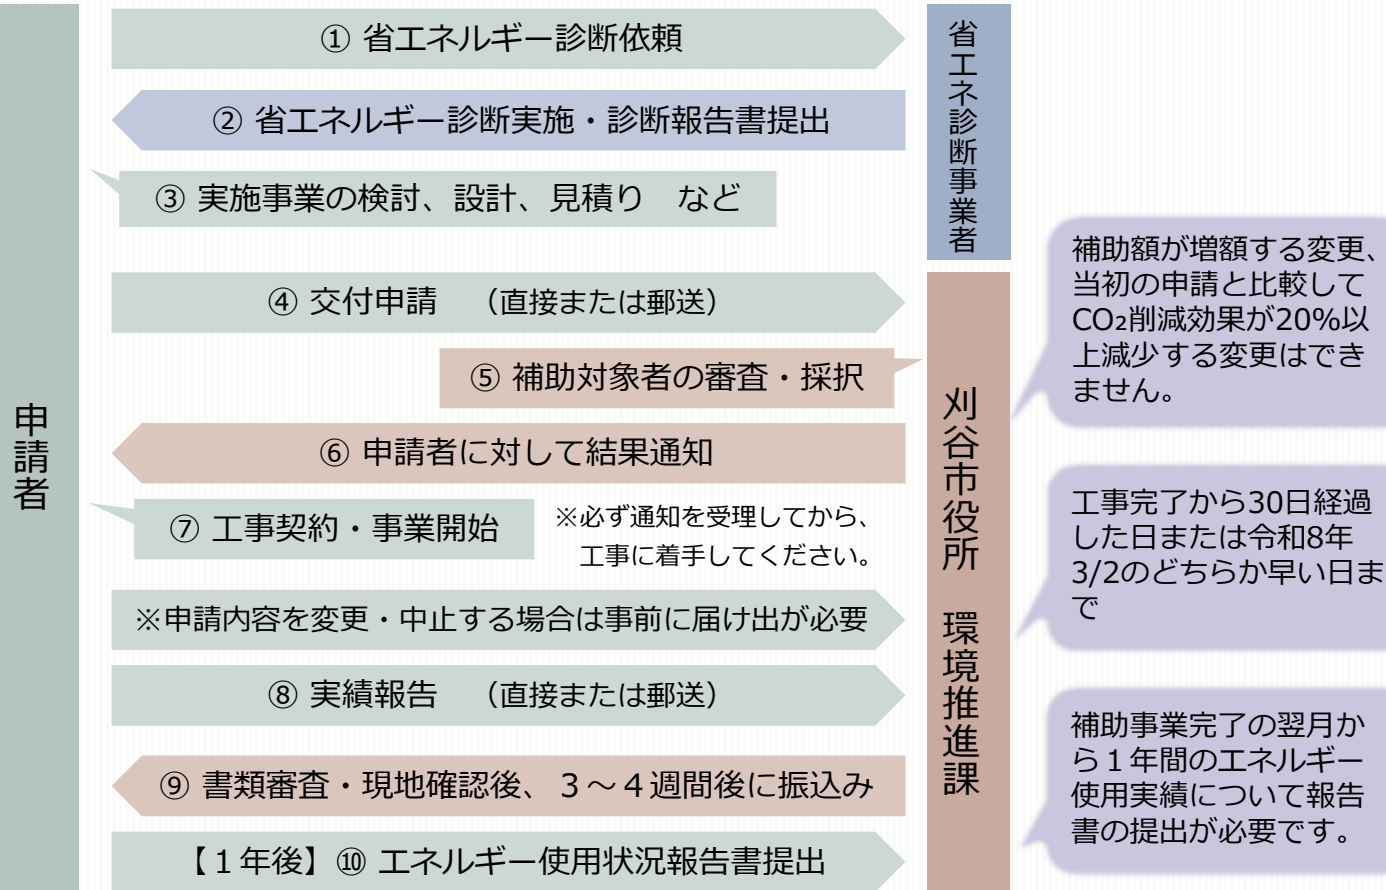 申請者
① 省エネルギー診断依頼
② 省エネルギー診断実施・診断報告書提出
③ 実施事業の検討、設計、見積り　など
省エネ診断事業者
④ 交付申請　（直接または郵送）
⑤ 補助対象者の審査・採択
⑥ 申請者に対して結果通知
⑦ 工事契約・事業開始
※必ず通知を受理してから、
工事に着手してください。
※申請内容を変更・中止する場合は事前に届け出が必要
⑧ 実績報告　（直接または郵送）
⑨ 書類審査・現地確認後、３～４週間後に振込み
【１年後】⑩ エネルギー使用状況報告書提出
刈谷市役所　環境推進課
補助額が増額する変更、
当初の申請と比較して
CO₂削減効果が20%以
上減少する変更はでき
ません。
工事完了から30日経過
した日または令和8年
3/2のどちらか早い日ま
で
補助事業完了の翌月か
ら１年間のエネルギー
使用実績について報告
書の提出が必要です。